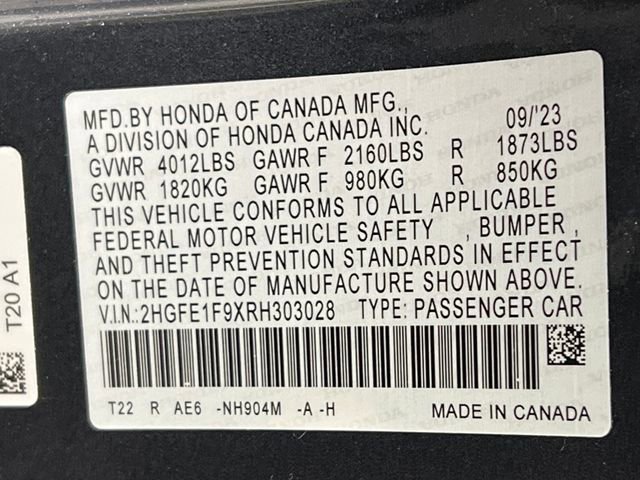 MFD.BY HONDA OF CANADA MFG.,
A DIVISION OF HONDA CANADA INC. 09/'23
GVWR 4012LBS GAWR F 2160LBS R 1873LBS
GVWR 1820KG GAWR F 980KG R 850KG
THIS VEHICLE CONFORMS TO ALL APPLICABLE
FEDERAL MOTOR VEHICLE SAFETY , BUMPER ,
AND THEFT PREVENTION STANDARDS IN EFFECT
ON THE DATE OF MANUFACTURE SHOWN ABOVE.
V.I.N:2HGFE1F9XRH303028 TYPE: PASSENGER CAR
T22 R AE6 -NH904M -A -H MADE IN CANADA
T20 A1